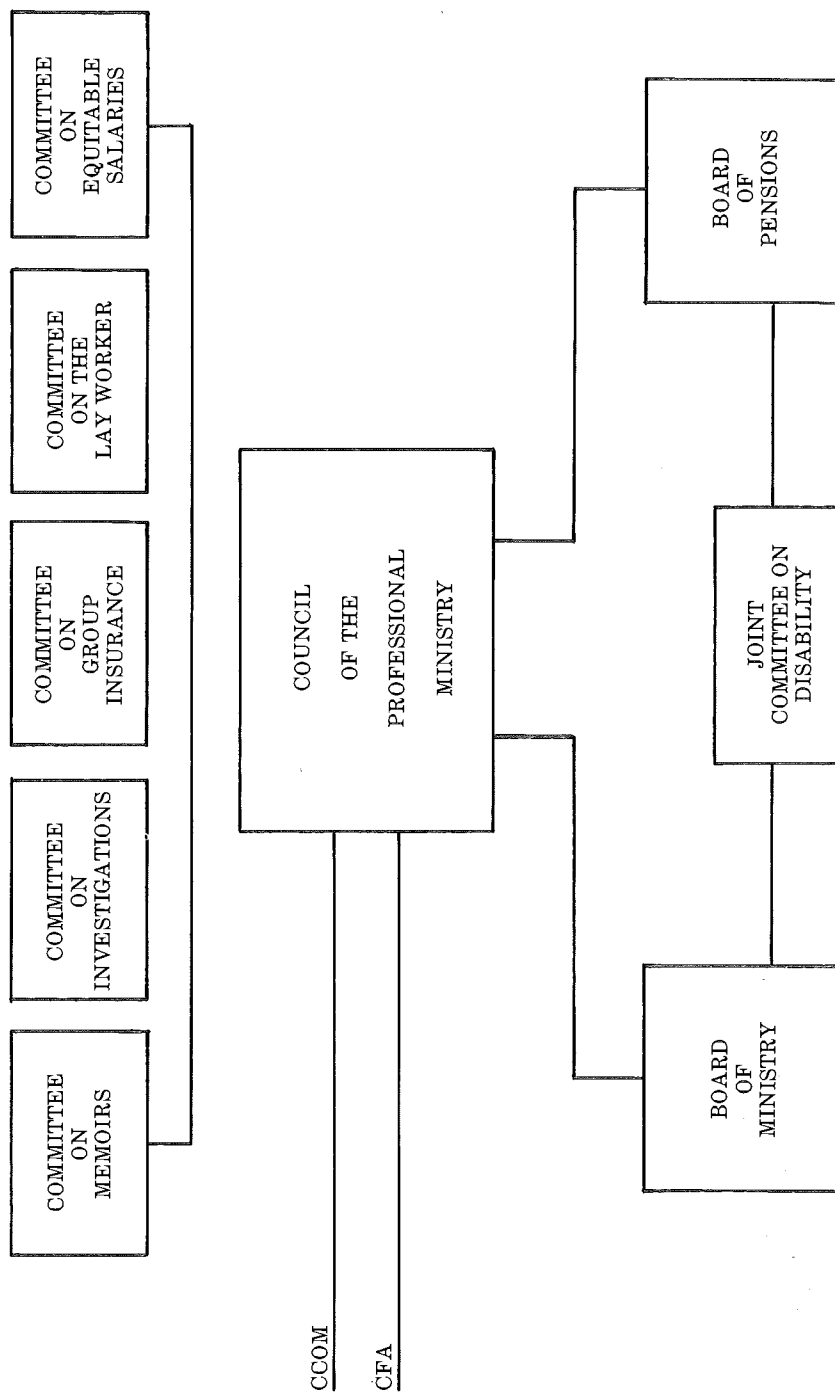 COMMITTEE
ON
MEMOIRS
COMMITTEE
ON
INVESTIGATIONS
COMMITTEE
ON
GROUP
INSURANCE
COMMITTEE
ON THE
LAY WORKER
COMMITTEE
ON
EQUITABLE
SALARIES
CCOM
CFA
COUNCIL
OF THE
PROFESSIONAL
MINISTRY
BOARD
OF
MINISTRY
JOINT
COMMITTEE ON
DISABILITY
BOARD
OF
PENSIONS